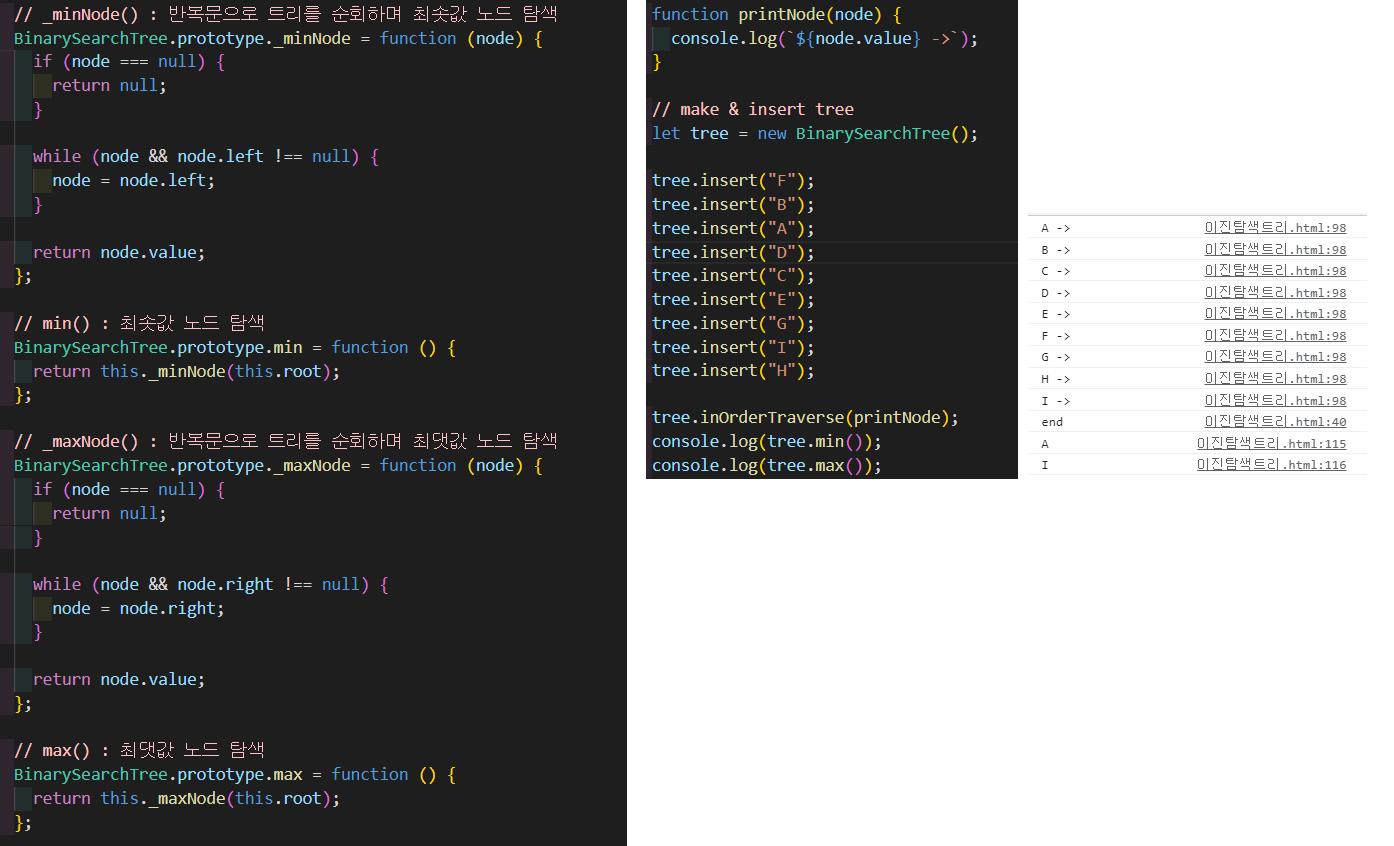 // _minNode() : 반복문으로 트리를 순회하며 최솟값 노드 탐색
BinarySearchTree.prototype._minNode = function (node) {
  if (node === null) {
    return null;
  }

  while (node && node.left !== null) {
    node = node.left;
  }

  return node.value;
};

// min() : 최솟값 노드 탐색
BinarySearchTree.prototype.min = function () {
  return this._minNode(this.root);
};

// _maxNode() : 반복문으로 트리를 순회하며 최댓값 노드 탐색
BinarySearchTree.prototype._maxNode = function (node) {
  if (node === null) {
    return null;
  }

  while (node && node.right !== null) {
    node = node.right;
  }

  return node.value;
};

// max() : 최댓값 노드 탐색
BinarySearchTree.prototype.max = function () {
  return this._maxNode(this.root);
};

function printNode(node) {
  console.log(`${node.value} ->`);
}

// make & insert tree
let tree = new BinarySearchTree();

tree.insert("F");
tree.insert("B");
tree.insert("A");
tree.insert("D");
tree.insert("C");
tree.insert("E");
tree.insert("G");
tree.insert("I");
tree.insert("H");

tree.inOrderTraverse(printNode);
console.log(tree.min());
console.log(tree.max());

A -> 이진탐색트리.html:98
B -> 이진탐색트리.html:98
C -> 이진탐색트리.html:98
D -> 이진탐색트리.html:98
E -> 이진탐색트리.html:98
F -> 이진탐색트리.html:98
G -> 이진탐색트리.html:98
H -> 이진탐색트리.html:98
I -> 이진탐색트리.html:98
end 이진탐색트리.html:40
A 이진탐색트리.html:115
I 이진탐색트리.html:116